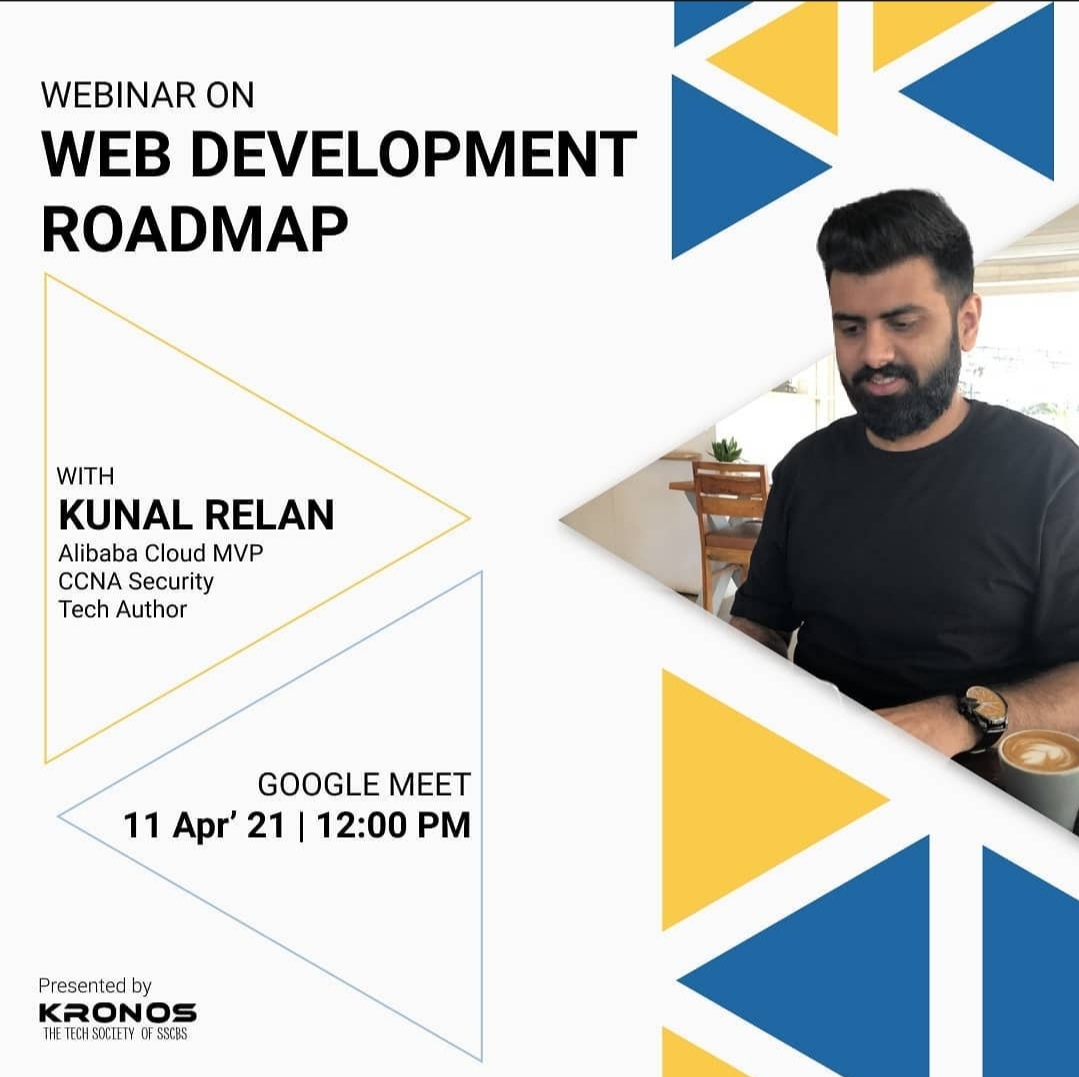 WEBINAR ON
WEB DEVELOPMENT
ROADMAP
WITH
KUNAL RELAN
Alibaba Cloud MVP
CCNA Security
Tech Author
GOOGLE MEET
11 Apr’ 21 | 12:00 PM
Presented by
KRONOS
THE TECH SOCIETY OF SSCBS